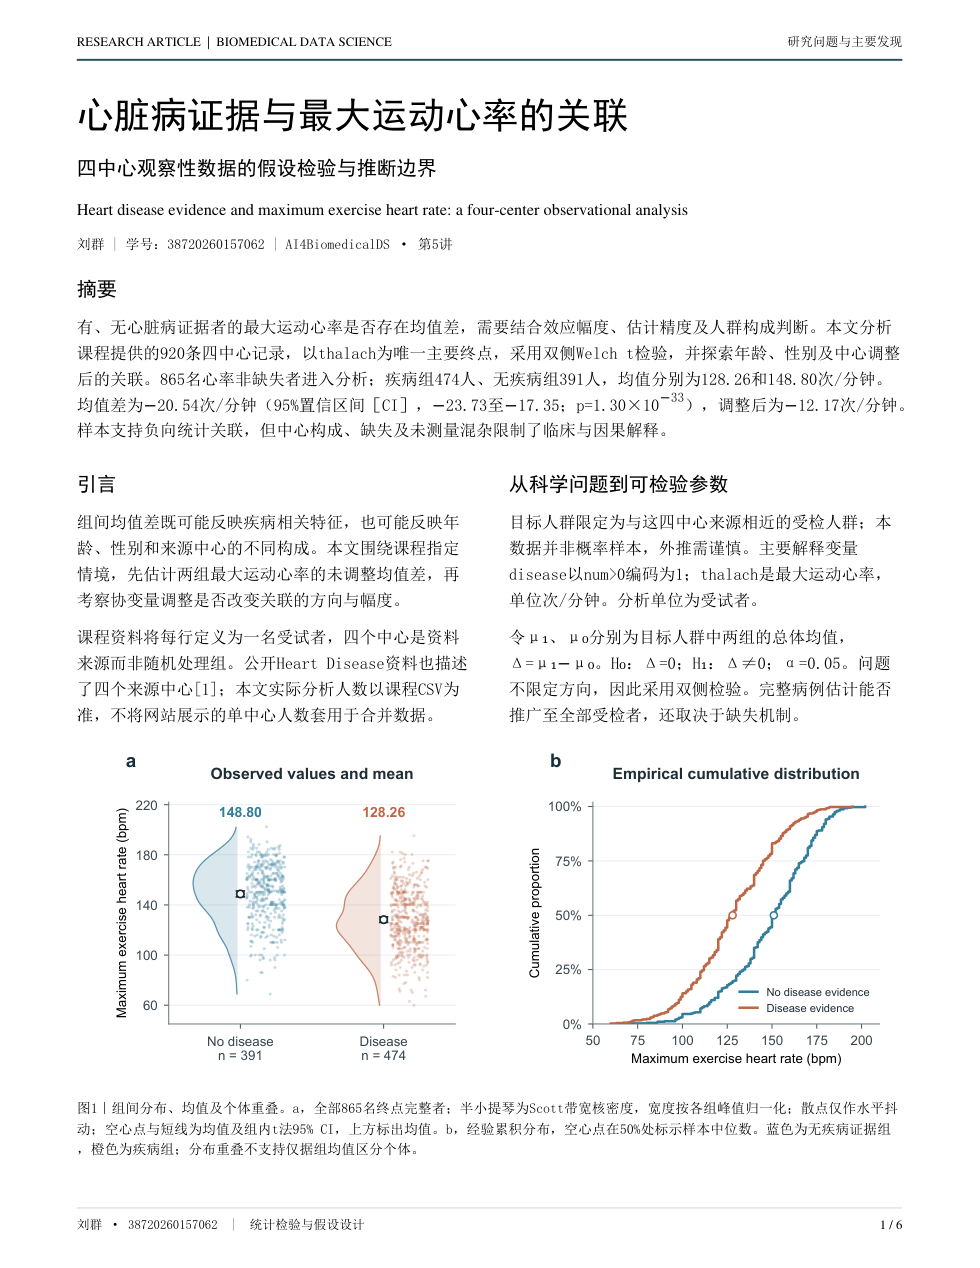 RESEARCH ARTICLE | BIOMEDICAL DATA SCIENCE
研究问题与主要发现
心脏病证据与最大运动心率的关联
四中心观察性数据的假设检验与推断边界
Heart disease evidence and maximum exercise heart rate: a four-center observational analysis
刘群 | 学号：38720260157062 | AI4BiomedicalDS • 第5讲
摘要
有、无心脏病证据者的最大运动心率是否存在均值差，需要结合效应幅度、估计精度及人群构成判断。本文分析
课程提供的920条四中心记录，以thalach为唯一主要终点，采用双侧Welch t检验，并探索年龄、性别及中心调整
后的关联。865名心率非缺失者进入分析；疾病组474人、无疾病组391人，均值分别为128.26和148.80次/分钟。
均值差为−20.54次/分钟（95%置信区间［CI］，−23.73至−17.35；p=1.30×10⁻³³），调整后为−12.17次/分钟。
样本支持负向统计关联，但中心构成、缺失及未测量混杂限制了临床与因果解释。
引言
组间均值差既可能反映疾病相关特征，也可能反映年
龄、性别和来源中心的不同构成。本文围绕课程指定
情境，先估计两组最大运动心率的未调整均值差，再
考察协变量调整是否改变关联的方向与幅度。
课程资料将每行定义为一名受试者，四个中心是资料
来源而非随机处理组。公开Heart Disease资料也描述
了四个来源中心[1]；本文实际分析人数以课程CSV为
准，不将网站展示的单中心人数套用于合并数据。
从科学问题到可检验参数
目标人群限定为与这四中心来源相近的受检人群；本
数据并非概率样本，外推需谨慎。主要解释变量
disease以num>0编码为1；thalach是最大运动心率，
单位次/分钟。分析单位为受试者。
令μ₁、μ₀分别为目标人群中两组的总体均值，
Δ=μ₁−μ₀。H₀：Δ=0；H₁：Δ≠0；α=0.05。问题
不限定方向，因此采用双侧检验。完整病例估计能否
推广至全部受检者，还取决于缺失机制。
a
Observed values and mean
148.80
128.26
Maximum exercise heart rate (bpm)
220
180
140
100
60
No disease
n = 391
Disease
n = 474
b
Empirical cumulative distribution
Cumulative proportion
100%
75%
50%
25%
0%
No disease evidence
Disease evidence
50 75 100 125 150 175 200
Maximum exercise heart rate (bpm)
图1｜组间分布、均值及个体重叠。a，全部865名终点完整者；半小提琴为Scott带宽核密度，宽度按各组峰值归一化；散点仅作水平抖
动；空心点与短线为均值及组内t法95% CI，上方标出均值。b，经验累积分布，空心点在50%处标示样本中位数。蓝色为无疾病证据组
，橙色为疾病组；分布重叠不支持仅据组均值区分个体。
刘群 • 38720260157062 | 统计检验与假设设计
1 / 6